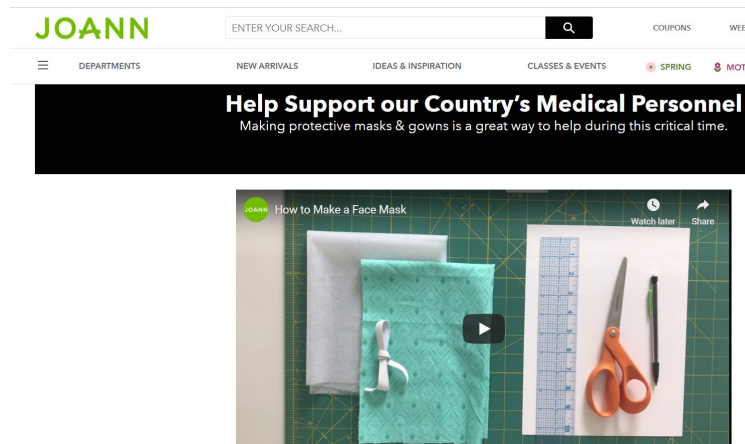 JOANN
ENTER YOUR SEARCH...
COUPONS
DEPARTMENTS
NEW ARRIVALS
IDEAS & INSPIRATION
CLASSES & EVENTS
SPRING
Help Support our Country's Medical Personnel
Making protective masks & gowns is a great way to help during this critical time.
JOANN
How to Make a Face Mask
Watch later
Share